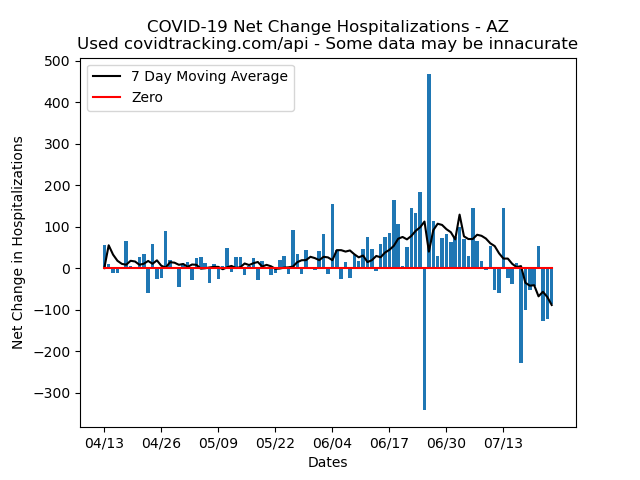 COVID-19 Net Change Hospitalizations - AZ
Used covidtracking.com/api - Some data may be innacurate
7 Day Moving Average
Zero
Net Change in Hospitalizations
500
400
300
200
100
0
−100
−200
−300
04/13
04/26
05/09
05/22
06/04
06/17
06/30
07/13
Dates